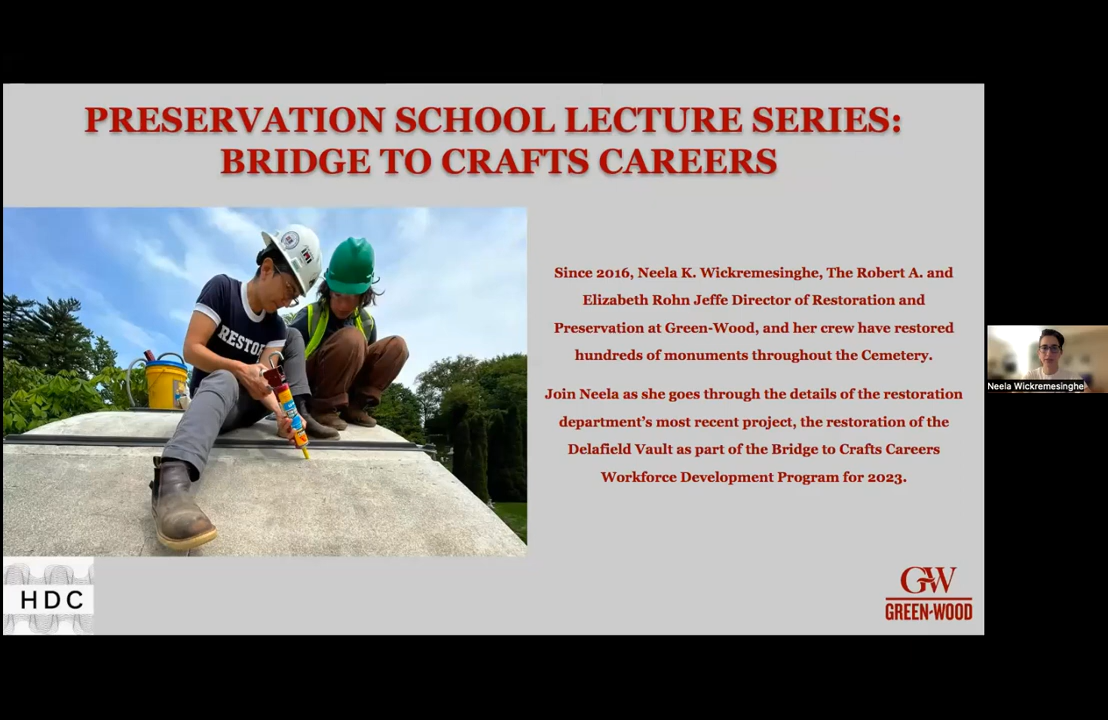 PRESERVATION SCHOOL LECTURE SERIES:
BRIDGE TO CRAFTS CAREERS
Since 2016, Neela K. Wickremesinghe, The Robert A. and
Elizabeth Rohn Jeffe Director of Restoration and
Preservation at Green-Wood, and her crew have restored
hundreds of monuments throughout the Cemetery.
Join Neela as she goes through the details of the restoration
department's most recent project, the restoration of the
Delafield Vault as part of the Bridge to Crafts Careers
Workforce Development Program for 2023.
RESTO
Neela Wickremesinghe
HDC
GW
GREEN-WOOD